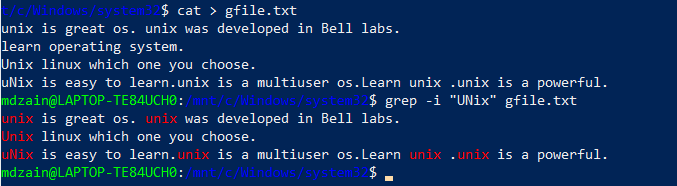 t/c/Windows/system32$ cat > gfile.txt
unix is great os. unix was developed in Bell labs.
learn operating system.
Unix linux which one you choose.
uNix is easy to learn.unix is a multiuser os.Learn unix .unix is a powerful.
mdzain@LAPTOP-TE84UCH0:/mnt/c/Windows/system32$ grep -i "UNix" gfile.txt
unix is great os. unix was developed in Bell labs.
Unix linux which one you choose.
uNix is easy to learn.unix is a multiuser os.Learn unix .unix is a powerful.
mdzain@LAPTOP-TE84UCH0:/mnt/c/Windows/system32$